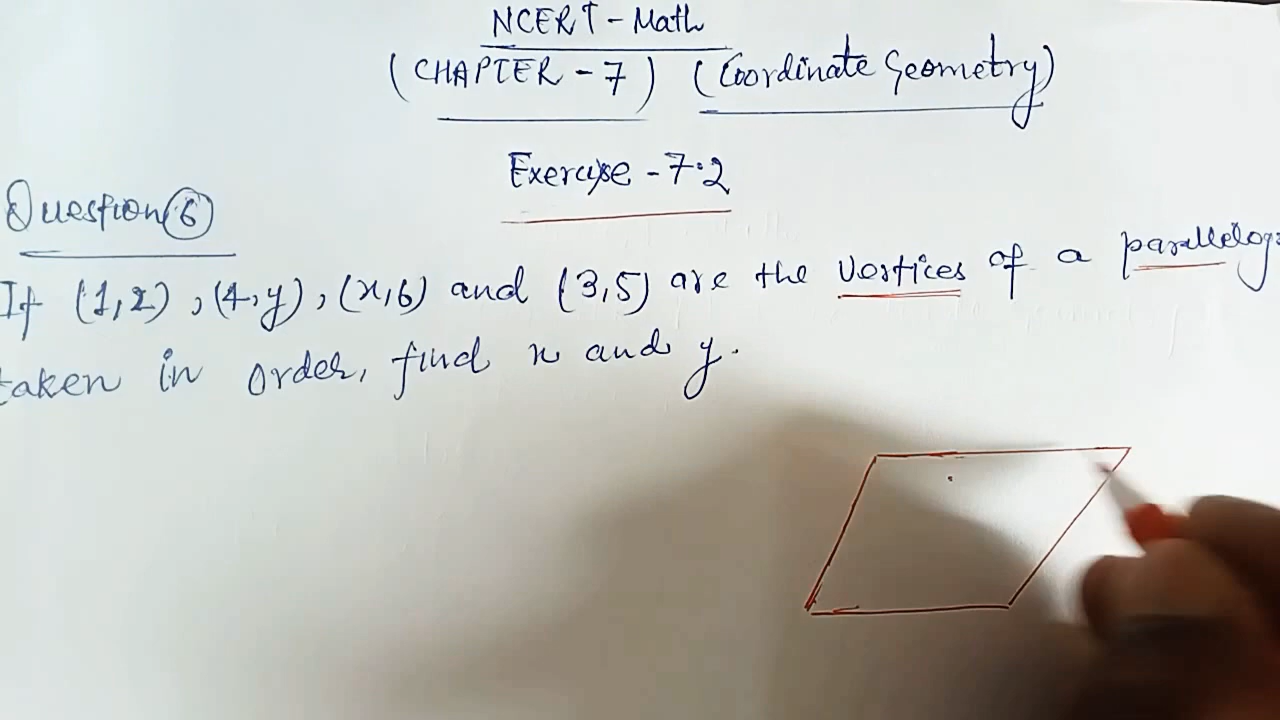 NCERT - Math
(CHAPTER - 7) (Coordinate Geometry)
Exercise - 7.2
Question 6
If (1,2), (4,y), (x,6) and (3,5) are the vertices of a parallelog
taken in order, find x and y.